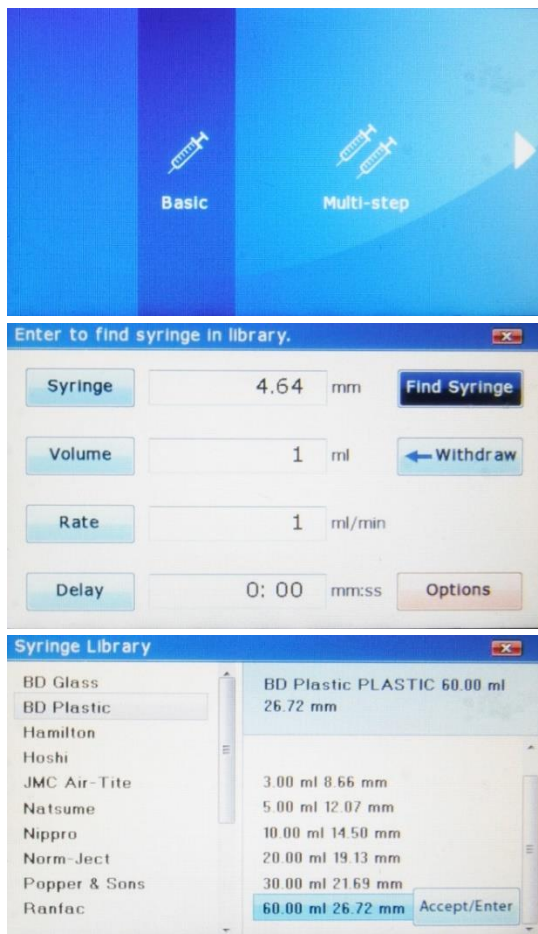 Basic Multi-step
Enter to find syringe in library.
Syringe 4.64 mm Find Syringe
Volume 1 ml Withdraw
Rate 1 ml/min
Delay 0: 00 mm:ss Options
Syringe Library
BD Glass
BD Plastic
Hamilton
Hoshi
JMC Air-Tite
Natsume
Nippro
Norm-Ject
Popper & Sons
Ranfac
BD Plastic PLASTIC 60.00 ml
26.72 mm
3.00 ml 8.66 mm
5.00 ml 12.07 mm
10.00 ml 14.50 mm
20.00 ml 19.13 mm
30.00 ml 21.69 mm
60.00 ml 26.72 mm Accept/Enter